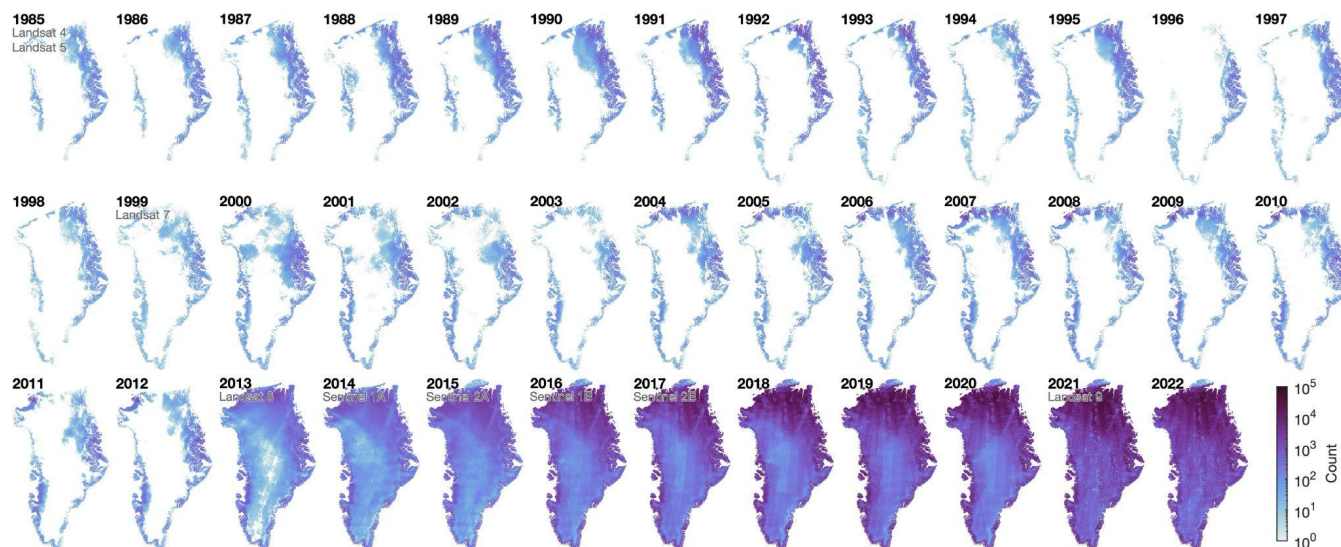 1985 1986 1987 1988 1989 1990 1991 1992 1993 1994 1995 1996 1997
Landsat 4
Landsat 5
1998 1999 2000 2001 2002 2003 2004 2005 2006 2007 2008 2009 2010
Landsat 7
2011 2012 2013 2014 2015 2016 2017 2018 2019 2020 2021 2022
Landsat 8 Sentinel 1A Sentinel 2A Sentinel 1B Sentinel 2B Landsat 9
10^5
10^4
10^3
10^2
10^1
10^0
Count